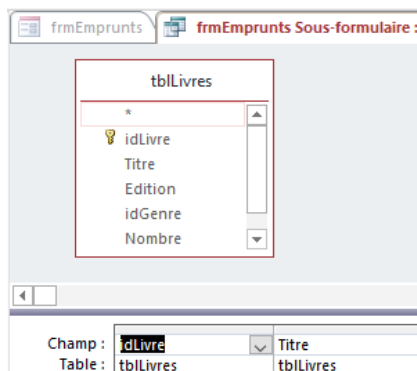 frmEmprunts frmEmprunts Sous-formulaire :
tblLivres
*
idLivre
Titre
Edition
idGenre
Nombre
Champ : idLivre Titre
Table : tblLivres tblLivres